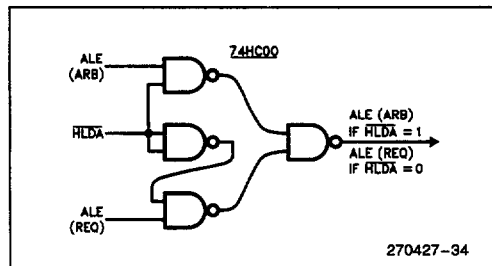 ALE
(ARB)
74HC00
HLDA
ALE
(REQ)
ALE (ARB)
IF HLDA = 1
ALE (REQ)
IF HLDA = 0
270427-34